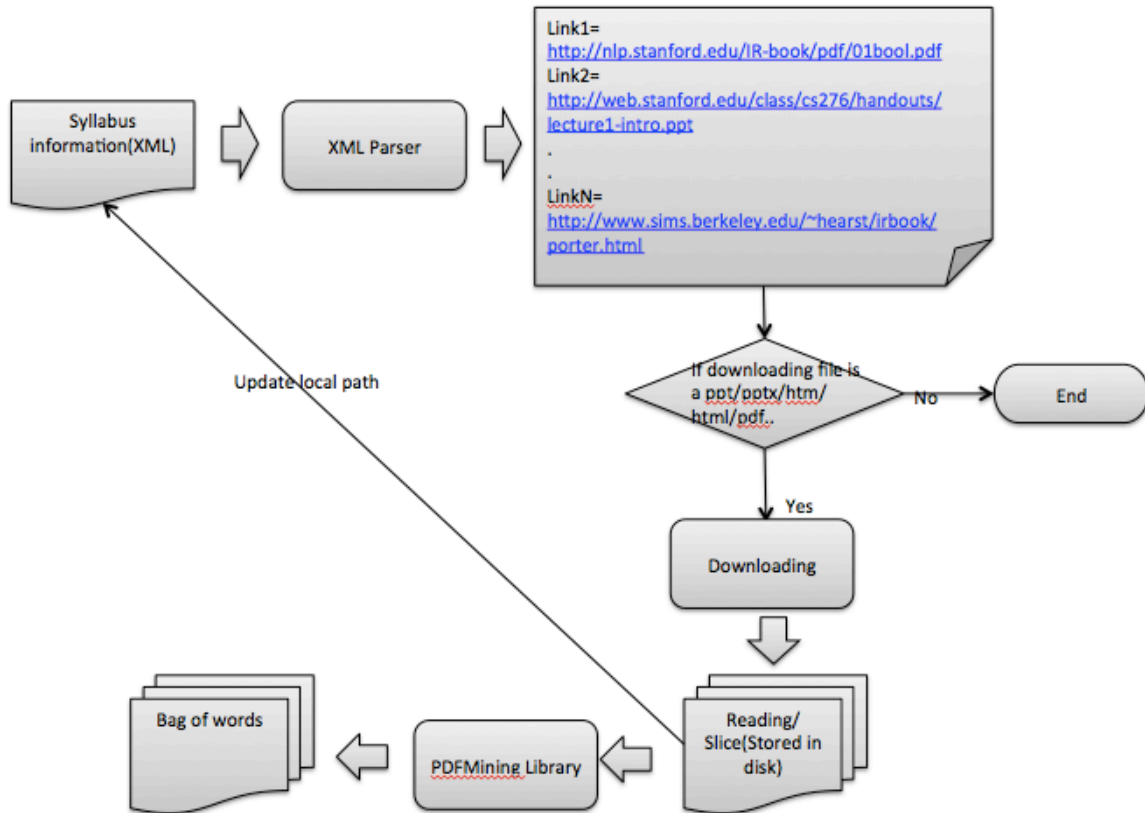 Link1=
http://nlp.stanford.edu/IR-book/pdf/01bool.pdf
Link2=
http://web.stanford.edu/class/cs276/handouts/
lecture1-intro.ppt
.
.
LinkN=
http://www.sims.berkeley.edu/~hearst/irbook/
porter.html
Syllabus
information(XML)
XML Parser
If downloading file is
a ppt/pptx/htm/
html/pdf..
No
End
Update local path
Yes
Downloading
Reading/
Slice(Stored in
disk)
PDFMining Library
Bag of words